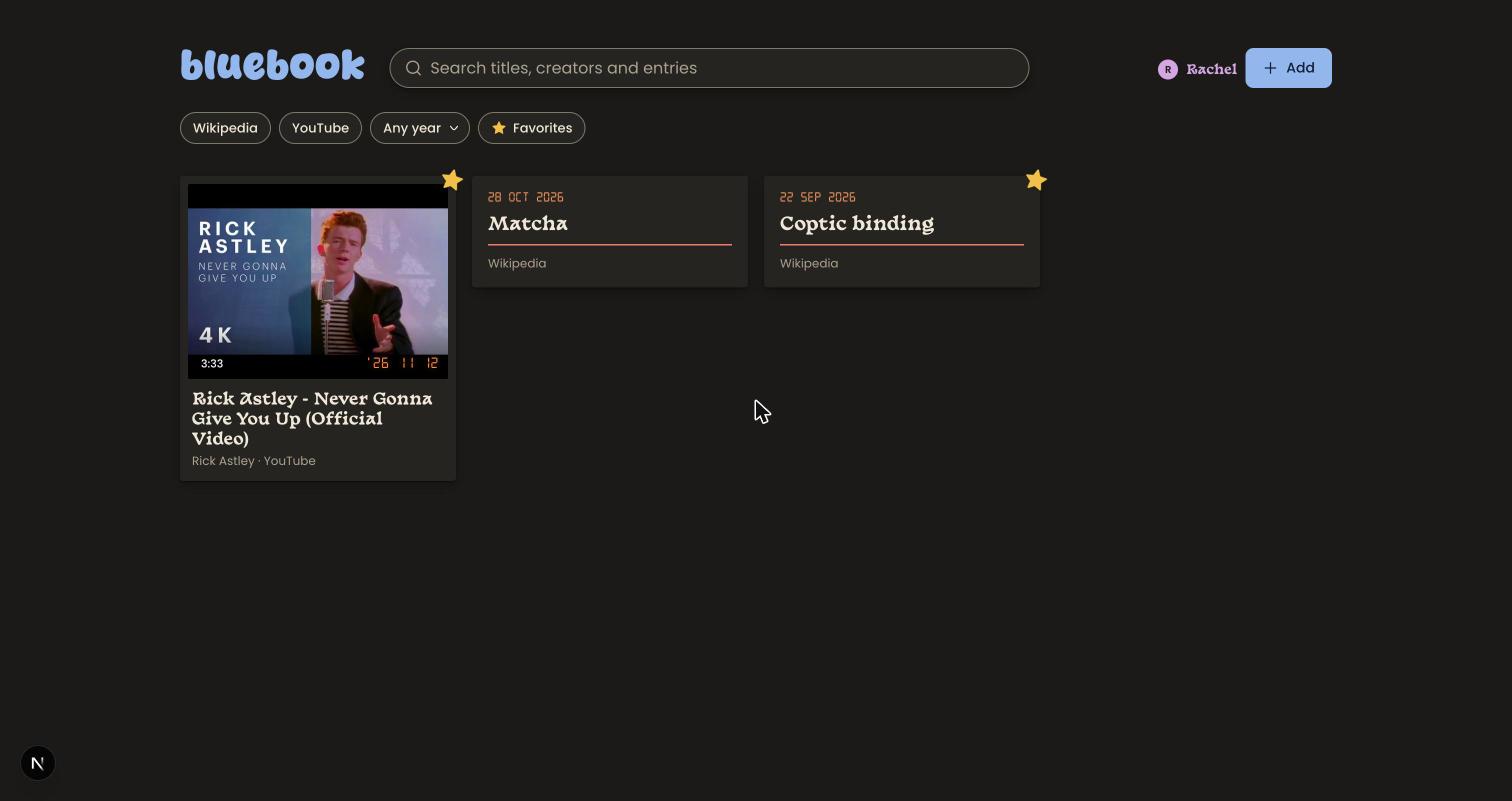 bluebook
Search titles, creators and entries
R Rachel
+ Add
Wikipedia
YouTube
Any year
Favorites
RICK
ASTLEY
NEVER GONNA
GIVE YOU UP
4K
3:33
'26 11 12
Rick Astley - Never Gonna
Give You Up (Official
Video)
Rick Astley · YouTube
28 OCT 2026
Matcha
Wikipedia
22 SEP 2026
Coptic binding
Wikipedia
N